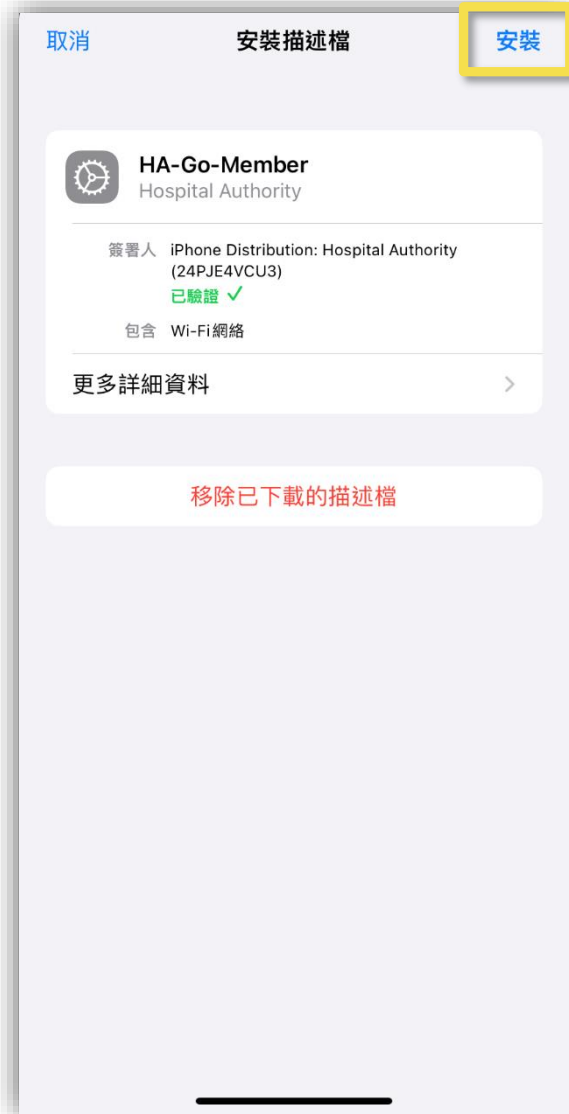 取消 安裝描述檔 安裝
HA-Go-Member
Hospital Authority
簽署人 iPhone Distribution: Hospital Authority
(24PJE4VCU3)
已驗證 ✓
包含 Wi-Fi網絡
更多詳細資料
移除已下載的描述檔